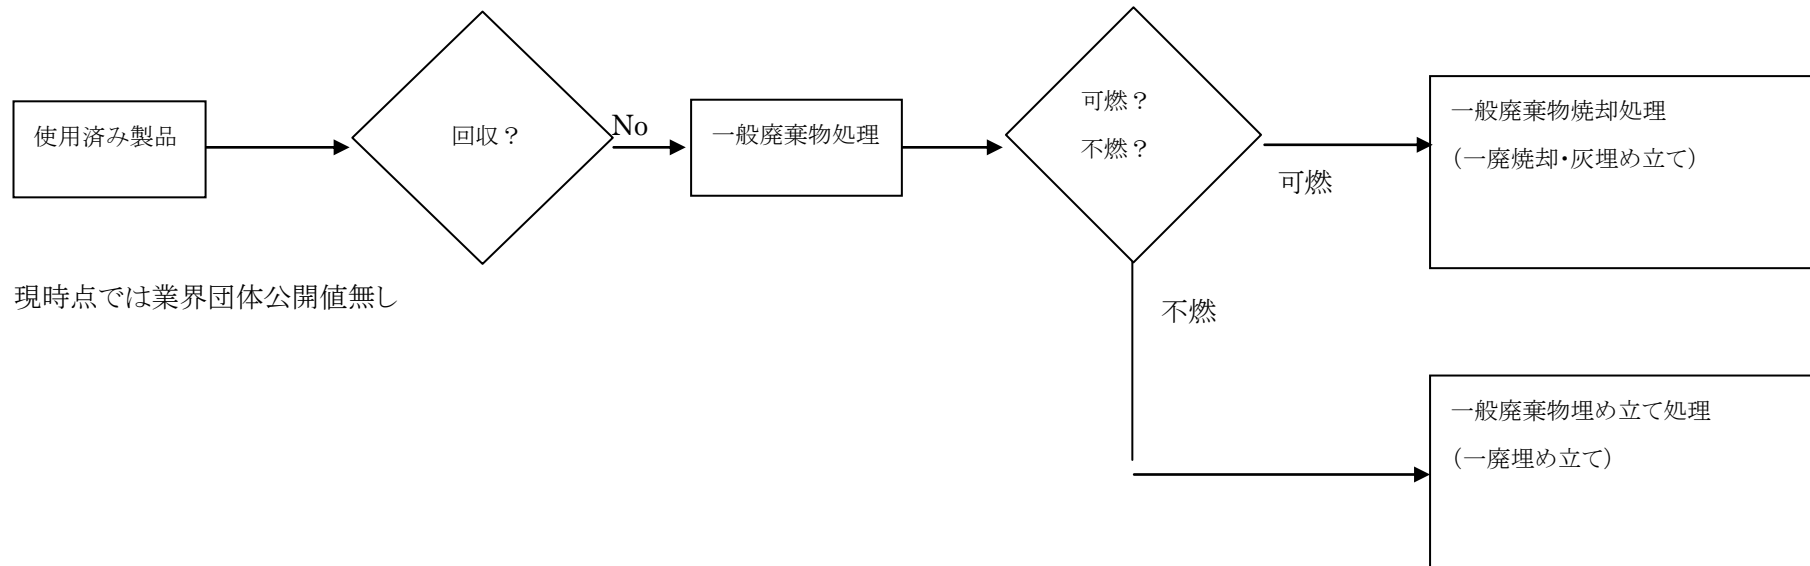 使用済み製品
回収？
No
一般廃棄物処理
可燃？
不燃？
可燃
一般廃棄物焼却処理
（一廃焼却・灰埋め立て）
現時点では業界団体公開値無し
不燃
一般廃棄物埋め立て処理
（一廃埋め立て）